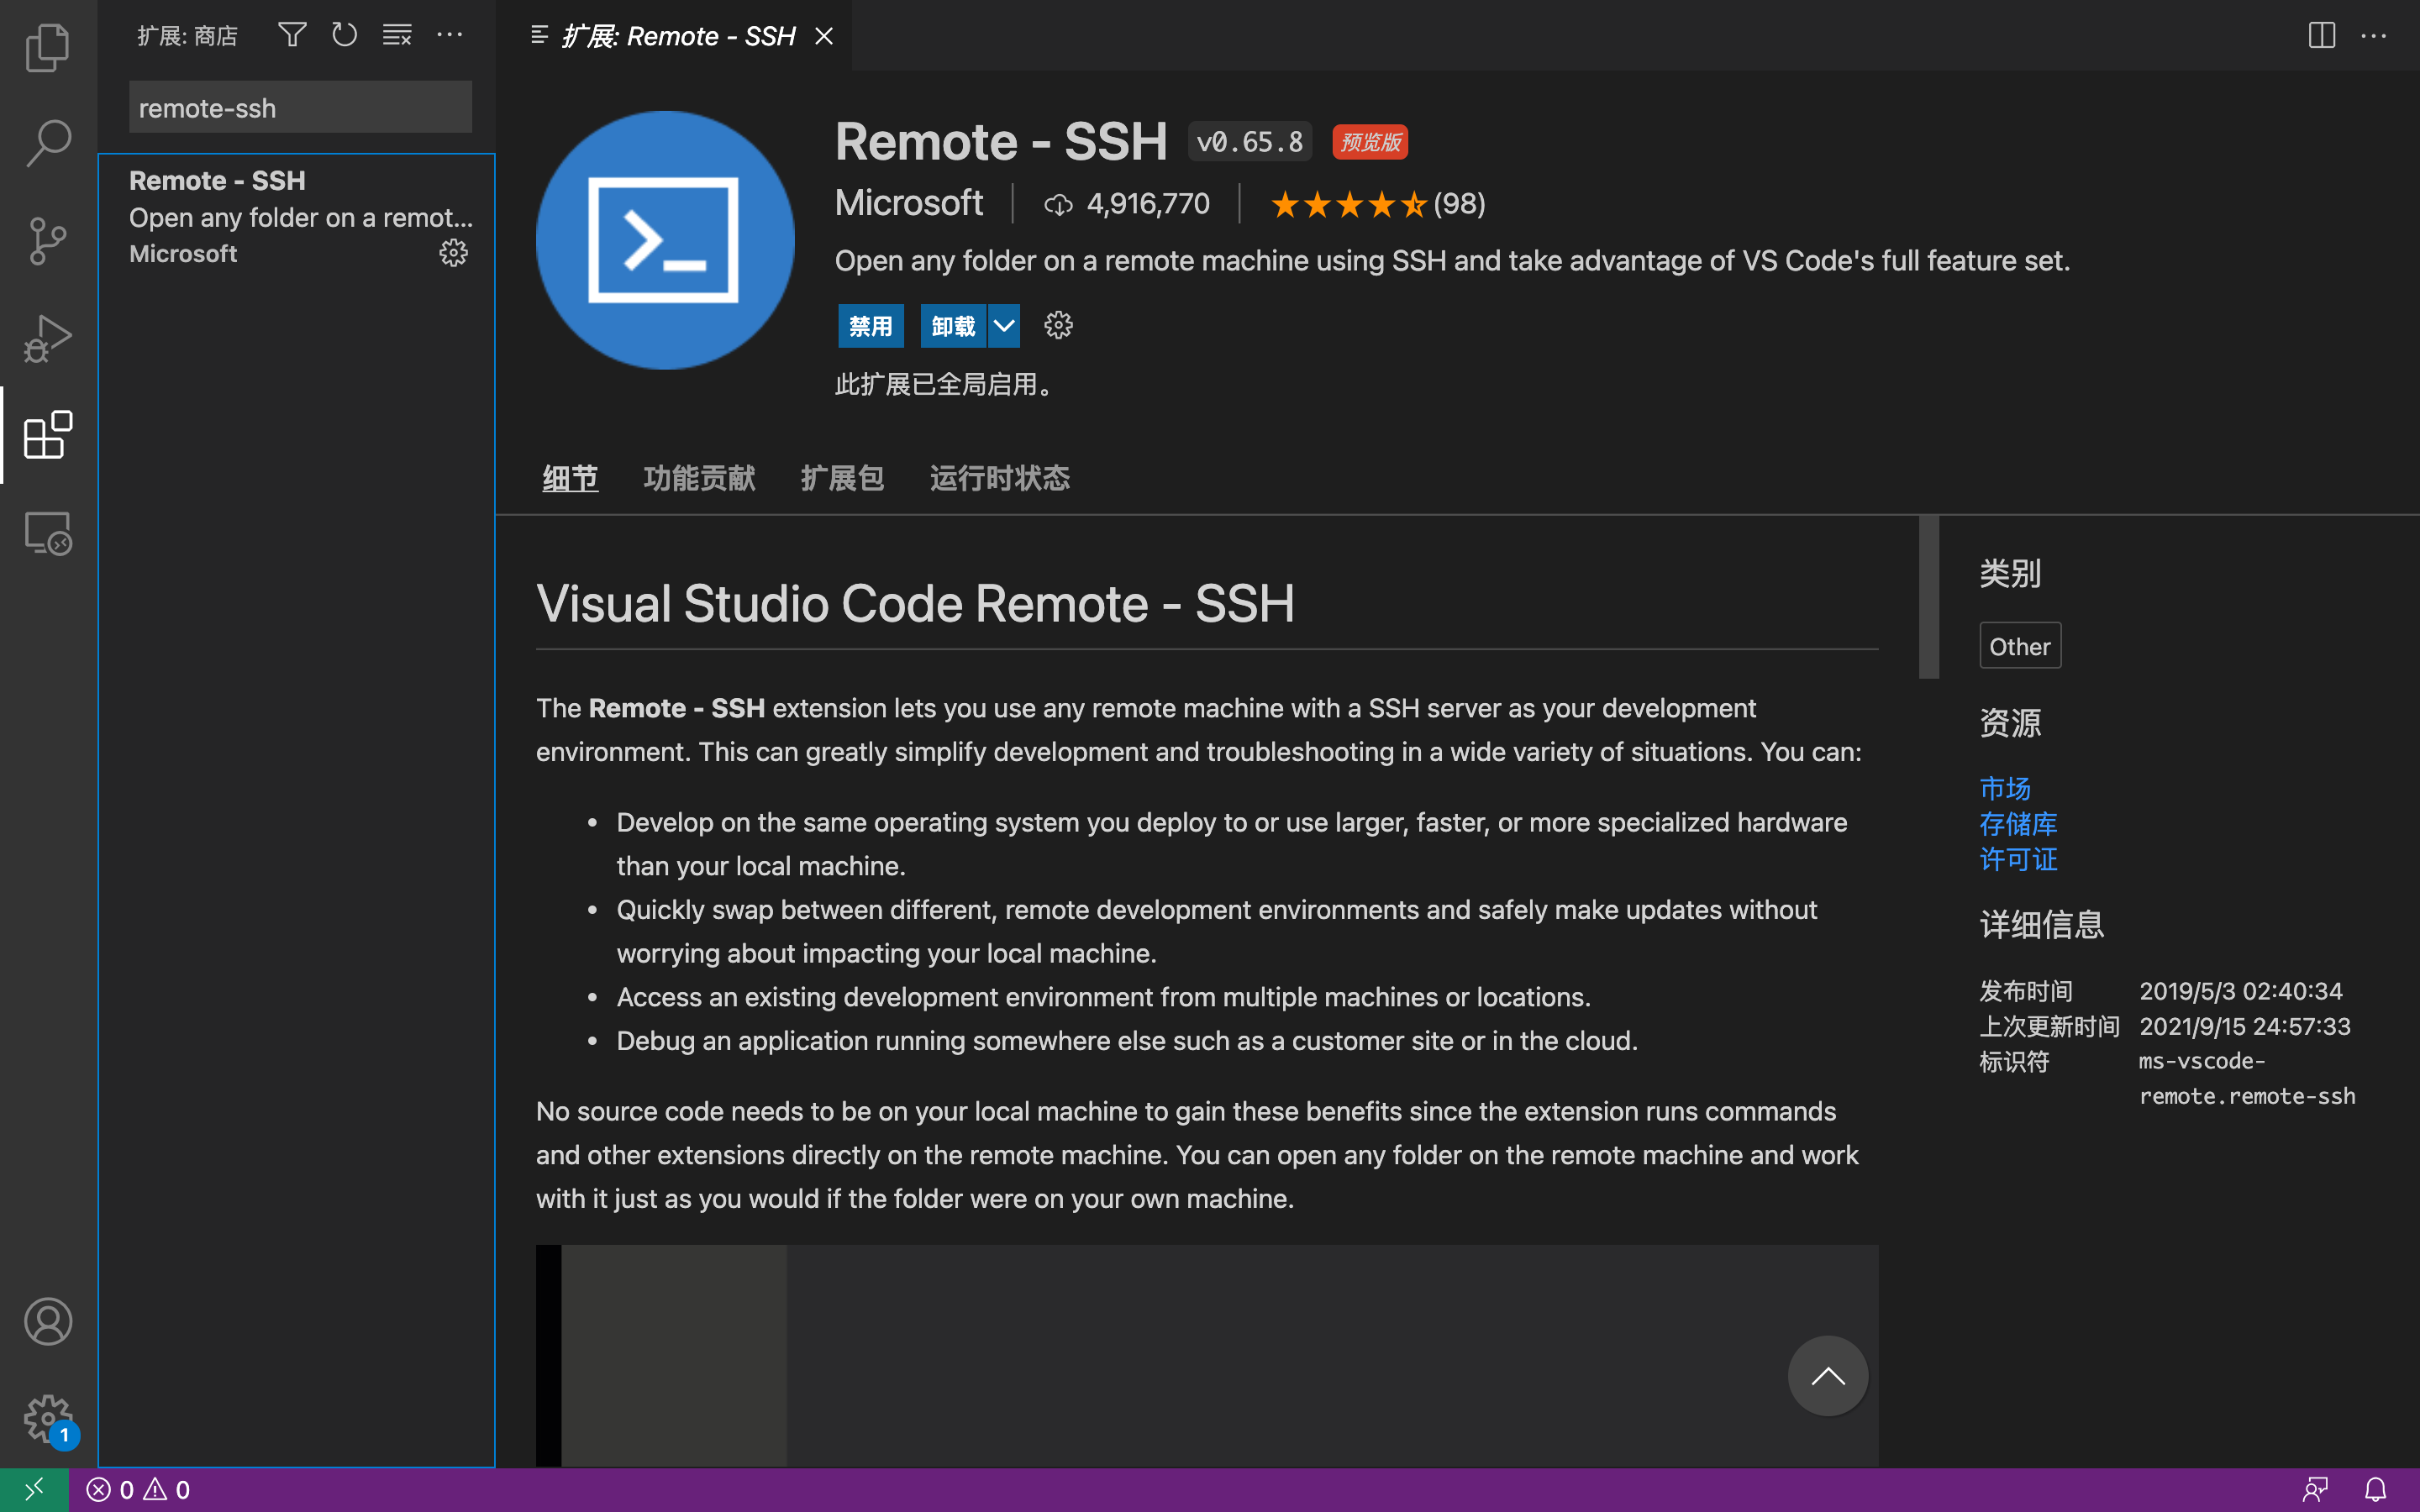 扩展: 商店
remote-ssh
Remote - SSH
Open any folder on a remot...
Microsoft
扩展: Remote - SSH
Remote - SSH v0.65.8 预览版
Microsoft 4,916,770 (98)
Open any folder on a remote machine using SSH and take advantage of VS Code's full feature set.
禁用 卸载
此扩展已全局启用。
细节 功能贡献 扩展包 运行时状态
Visual Studio Code Remote - SSH
The Remote - SSH extension lets you use any remote machine with a SSH server as your development
environment. This can greatly simplify development and troubleshooting in a wide variety of situations. You can:
• Develop on the same operating system you deploy to or use larger, faster, or more specialized hardware
than your local machine.
• Quickly swap between different, remote development environments and safely make updates without
worrying about impacting your local machine.
• Access an existing development environment from multiple machines or locations.
• Debug an application running somewhere else such as a customer site or in the cloud.
No source code needs to be on your local machine to gain these benefits since the extension runs commands
and other extensions directly on the remote machine. You can open any folder on the remote machine and work
with it just as you would if the folder were on your own machine.
类别
Other
资源
市场
存储库
许可证
详细信息
发布时间 2019/5/3 02:40:34
上次更新时间 2021/9/15 24:57:33
标识符 ms-vscode-
remote.remote-ssh
1
0 0